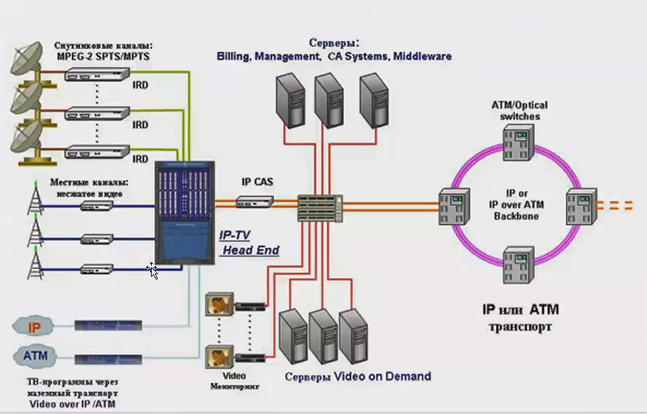 Спутниковые каналы:
MPEG-2 SPTS/MPTS
IRD
IRD
IRD
Местные каналы:
несжатое видео
IP CAS
IP-TV
Head End
Серверы:
Billing, Management, CA Systems, Middleware
ATM/Optical
switches
IP or
IP over ATM
Backbone
IP или ATM
транспорт
IP
ATM
ТВ-программы через
наземный транспорт
Video over IP /ATM
Video
Мониторинг
Серверы Video on Demand